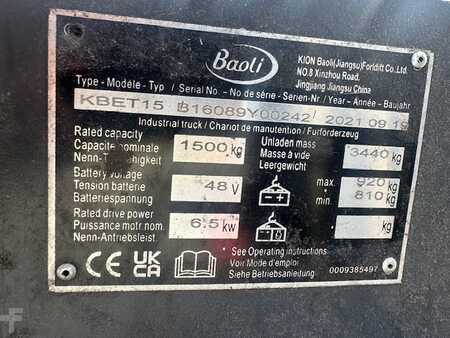 Baoli
KION Baoli(Jiangsu)Forldift Co.,Ltd.
NO.8 Xinzhou Road,
Jingjiang Jiangsu China
Type - Modèle - Typ / Serial No. - No de série - Serien-Nr. / Year - Année - Baujahr
KBET15 B16089Y00242 / 2021 09 19
Industrial truck / Chariot de manutention / Furforderzeug
Rated capacity
Capacite nominale 1500 kg
Nenn-Tragfähigkeit
Unladen mass
Masse à vide 3440 kg
Leergewicht
Battery voltage
Tension batterie 48 V
Batteriespannung
max. 920 kg
min. 810 kg
Rated drive power
Puissance motr nom. 6.5 kw
Nenn-Antriebsleist.
kg
CE UK CA
See Operating instructions
Voir Mode d'emploi
Siehe Betriebsanleitung
0009385497